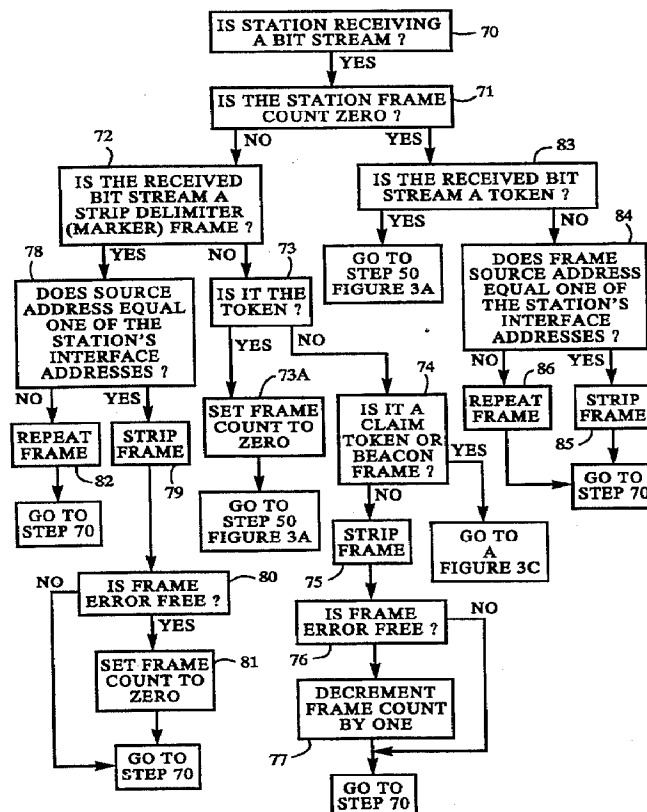 IS STATION RECEIVING
A BIT STREAM ?
70
YES
IS THE STATION FRAME
COUNT ZERO ?
71
NO
YES
72
IS THE RECEIVED
BIT STREAM A
STRIP DELIMITER
(MARKER) FRAME ?
83
IS THE RECEIVED BIT
STREAM A TOKEN ?
YES
NO
YES
NO
78
DOES SOURCE
ADDRESS EQUAL
ONE OF THE
STATION'S
INTERFACE
ADDRESSES ?
73
IS IT THE
TOKEN ?
GO TO
STEP 50
FIGURE 3A
84
DOES FRAME
SOURCE ADDRESS
EQUAL ONE OF
THE STATION'S
INTERFACE
ADDRESSES ?
YES
NO
NO
YES
73A
SET FRAME
COUNT TO
ZERO
74
IS IT A
CLAIM
TOKEN OR
BEACON
FRAME ?
YES
NO
NO
YES
86
REPEAT
FRAME
STRIP
FRAME
85
REPEAT
FRAME
82
STRIP
FRAME
79
GO TO
STEP 70
GO TO
STEP 50
FIGURE 3A
STRIP
FRAME
75
GO TO
A
FIGURE 3C
GO TO
STEP 70
NO
IS FRAME
ERROR FREE ?
80
YES
IS FRAME
ERROR FREE ?
76
NO
SET FRAME
COUNT TO
ZERO
81
DECREMENT
FRAME COUNT
BY ONE
77
GO TO
STEP 70
GO TO
STEP 70